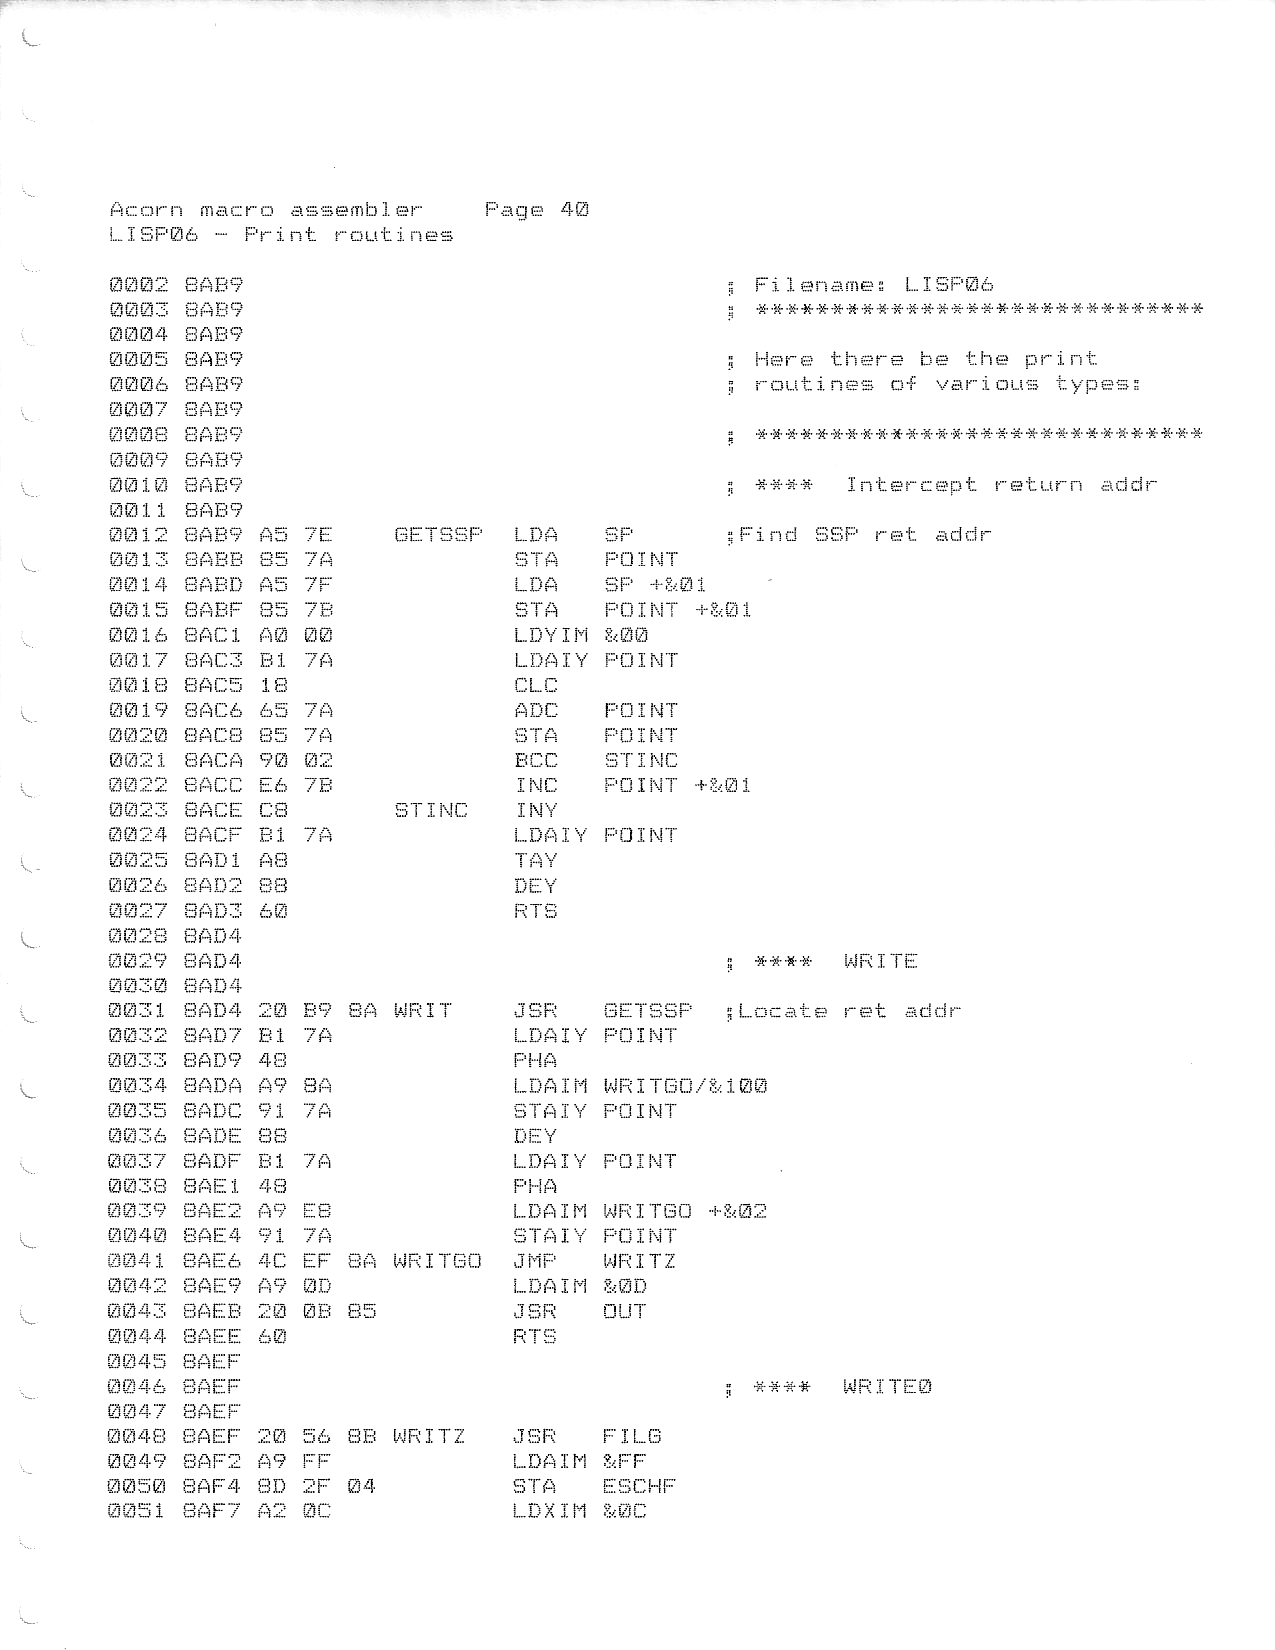 Acorn macro assembler    Page 40
LISP06 - Print routines
0002 8AB9                                ; Filename: LISP06
0003 8AB9                                ; ******************************
0004 8AB9
0005 8AB9                                ; Here there be the print
0006 8AB9                                ; routines of various types:
0007 8AB9
0008 8AB9                                ; ******************************
0009 8AB9
0010 8AB9                                ; ****  Intercept return addr
0011 8AB9
0012 8AB9 A5 7E    GETSSP  LDA   SP      ;Find SSP ret addr
0013 8ABB 85 7A            STA   POINT
0014 8ABD A5 7F            LDA   SP +&01
0015 8ABF 85 7B            STA   POINT +&01
0016 8AC1 A0 00            LDYIM &00
0017 8AC3 B1 7A            LDAIY POINT
0018 8AC5 18               CLC
0019 8AC6 65 7A            ADC   POINT
0020 8AC8 85 7A            STA   POINT
0021 8ACA 90 02            BCC   STINC
0022 8ACC E6 7B            INC   POINT +&01
0023 8ACE C8       STINC   INY
0024 8ACF B1 7A            LDAIY POINT
0025 8AD1 A8               TAY
0026 8AD2 88               DEY
0027 8AD3 60               RTS
0028 8AD4
0029 8AD4                                ; ****  WRITE
0030 8AD4
0031 8AD4 20 B9 8A WRIT    JSR   GETSSP  ;Locate ret addr
0032 8AD7 B1 7A            LDAIY POINT
0033 8AD9 48               PHA
0034 8ADA A9 8A            LDAIM WRITGO/&100
0035 8ADC 91 7A            STAIY POINT
0036 8ADE 88               DEY
0037 8ADF B1 7A            LDAIY POINT
0038 8AE1 48               PHA
0039 8AE2 A9 E8            LDAIM WRITGO +&02
0040 8AE4 91 7A            STAIY POINT
0041 8AE6 4C EF 8A WRITGO  JMP   WRITZ
0042 8AE9 A9 0D            LDAIM &0D
0043 8AEB 20 0B 85         JSR   OUT
0044 8AEE 60               RTS
0045 8AEF
0046 8AEF                                ; ****  WRITE0
0047 8AEF
0048 8AEF 20 56 8B WRITZ   JSR   FILG
0049 8AF2 A9 FF            LDAIM &FF
0050 8AF4 8D 2F 04         STA   ESCHF
0051 8AF7 A2 0C            LDXIM &0C